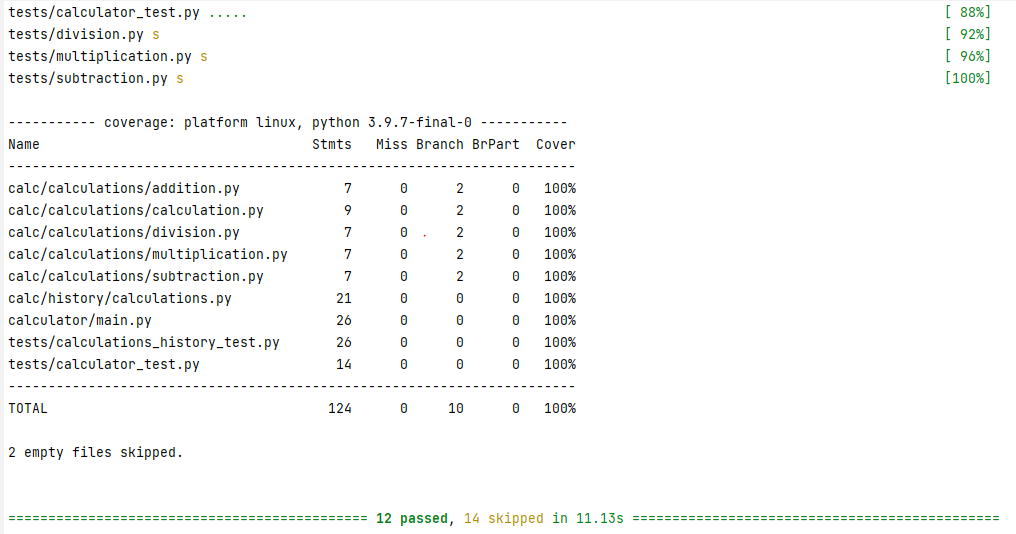 tests/calculator_test.py ..... [ 88%]
tests/division.py s [ 92%]
tests/multiplication.py s [ 96%]
tests/subtraction.py s [100%]
----------- coverage: platform linux, python 3.9.7-final-0 -----------
Name Stmts Miss Branch BrPart Cover
-----------------------------------------------------------------------
calc/calculations/addition.py 7 0 2 0 100%
calc/calculations/calculation.py 9 0 2 0 100%
calc/calculations/division.py 7 0 2 0 100%
calc/calculations/multiplication.py 7 0 2 0 100%
calc/calculations/subtraction.py 7 0 2 0 100%
calc/history/calculations.py 21 0 0 0 100%
calculator/main.py 26 0 0 0 100%
tests/calculations_history_test.py 26 0 0 0 100%
tests/calculator_test.py 14 0 0 0 100%
-----------------------------------------------------------------------
TOTAL 124 0 10 0 100%
2 empty files skipped.
============================================= 12 passed, 14 skipped in 11.13s ==============================================